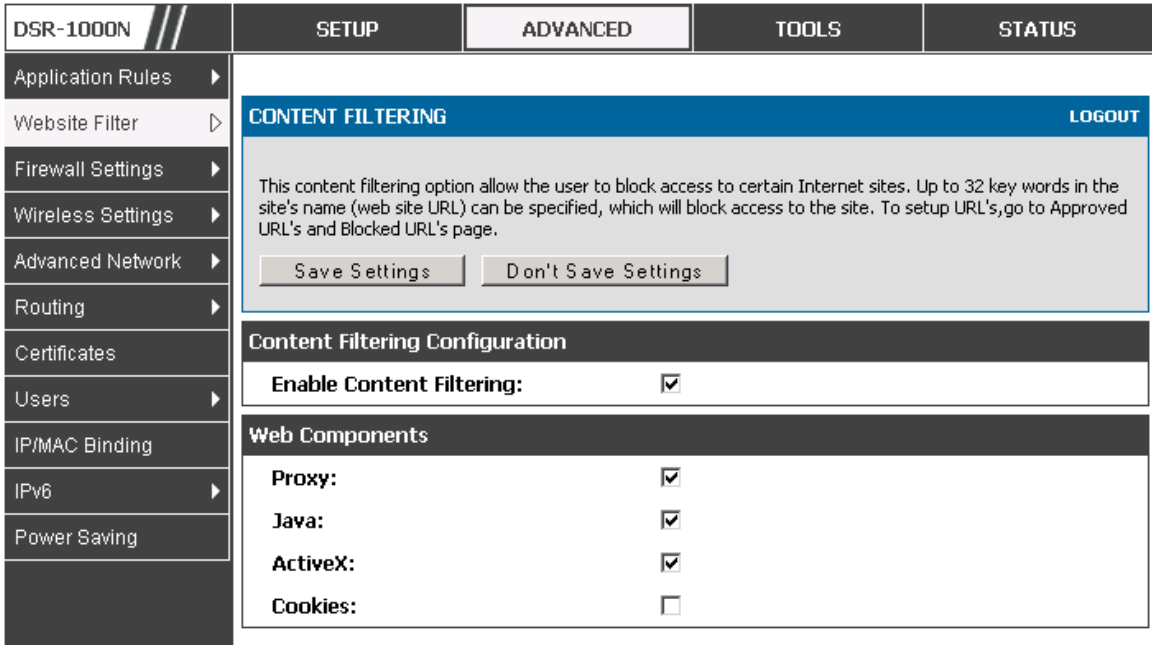 DSR-1000N
SETUP
ADVANCED
TOOLS
STATUS
Application Rules
Website Filter
Firewall Settings
Wireless Settings
Advanced Network
Routing
Certificates
Users
IP/MAC Binding
IPv6
Power Saving
CONTENT FILTERING
LOGOUT
This content filtering option allow the user to block access to certain Internet sites. Up to 32 key words in the
site's name (web site URL) can be specified, which will block access to the site. To setup URL's,go to Approved
URL's and Blocked URL's page.
Save Settings
Don't Save Settings
Content Filtering Configuration
Enable Content Filtering:
Web Components
Proxy:
Java:
ActiveX:
Cookies: